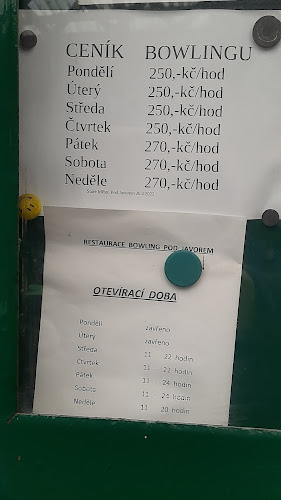 CENÍK BOWLINGU
Pondělí 250,-kč/hod
Úterý 250,-kč/hod
Středa 250,-kč/hod
Čtvrtek 250,-kč/hod
Pátek 270,-kč/hod
Sobota 270,-kč/hod
Neděle 270,-kč/hod
RESTAURACE BOWLING POD JAVOREM
OTEVÍRACÍ DOBA
Pondělí zavřeno
Úterý zavřeno
Středa 11 22 hodin
Čtvrtek 11 22 hodin
Pátek 11 24 hodin
Sobota 11 24 hodin
Neděle 11 20 hodin